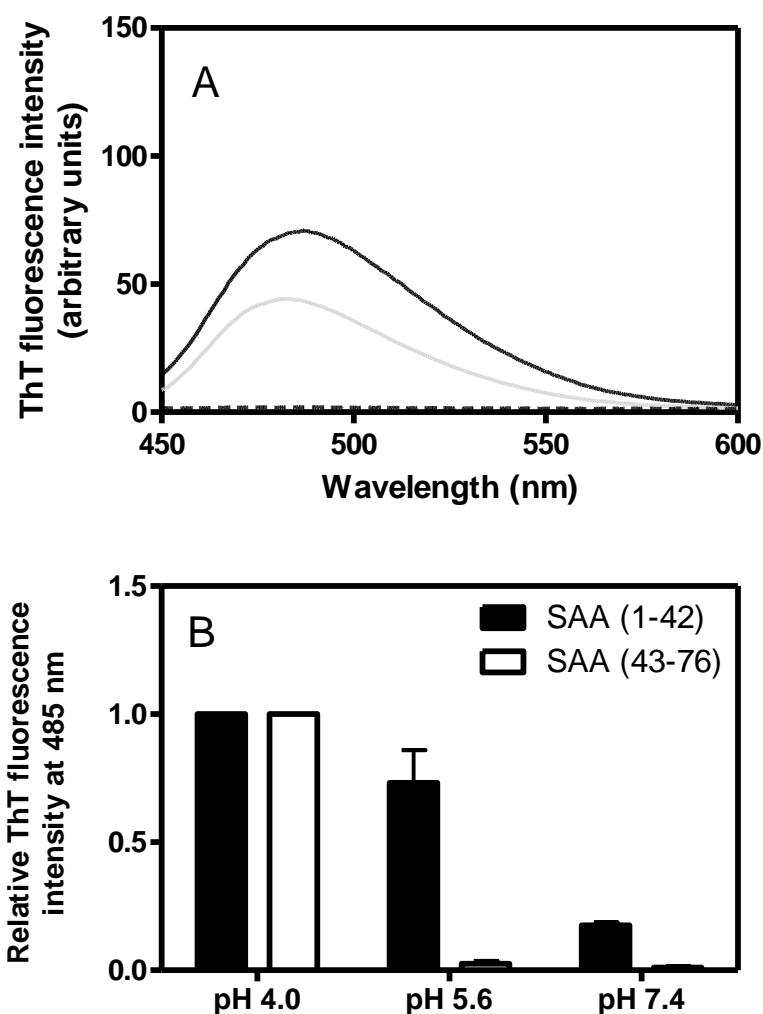 150
100
50
0
ThT fluorescence intensity
(arbitrary units)
A
450 500 550 600
Wavelength (nm)
1.5
1.0
0.5
0.0
Relative ThT fluorescence
intensity at 485 nm
B
SAA (1-42)
SAA (43-76)
pH 4.0 pH 5.6 pH 7.4